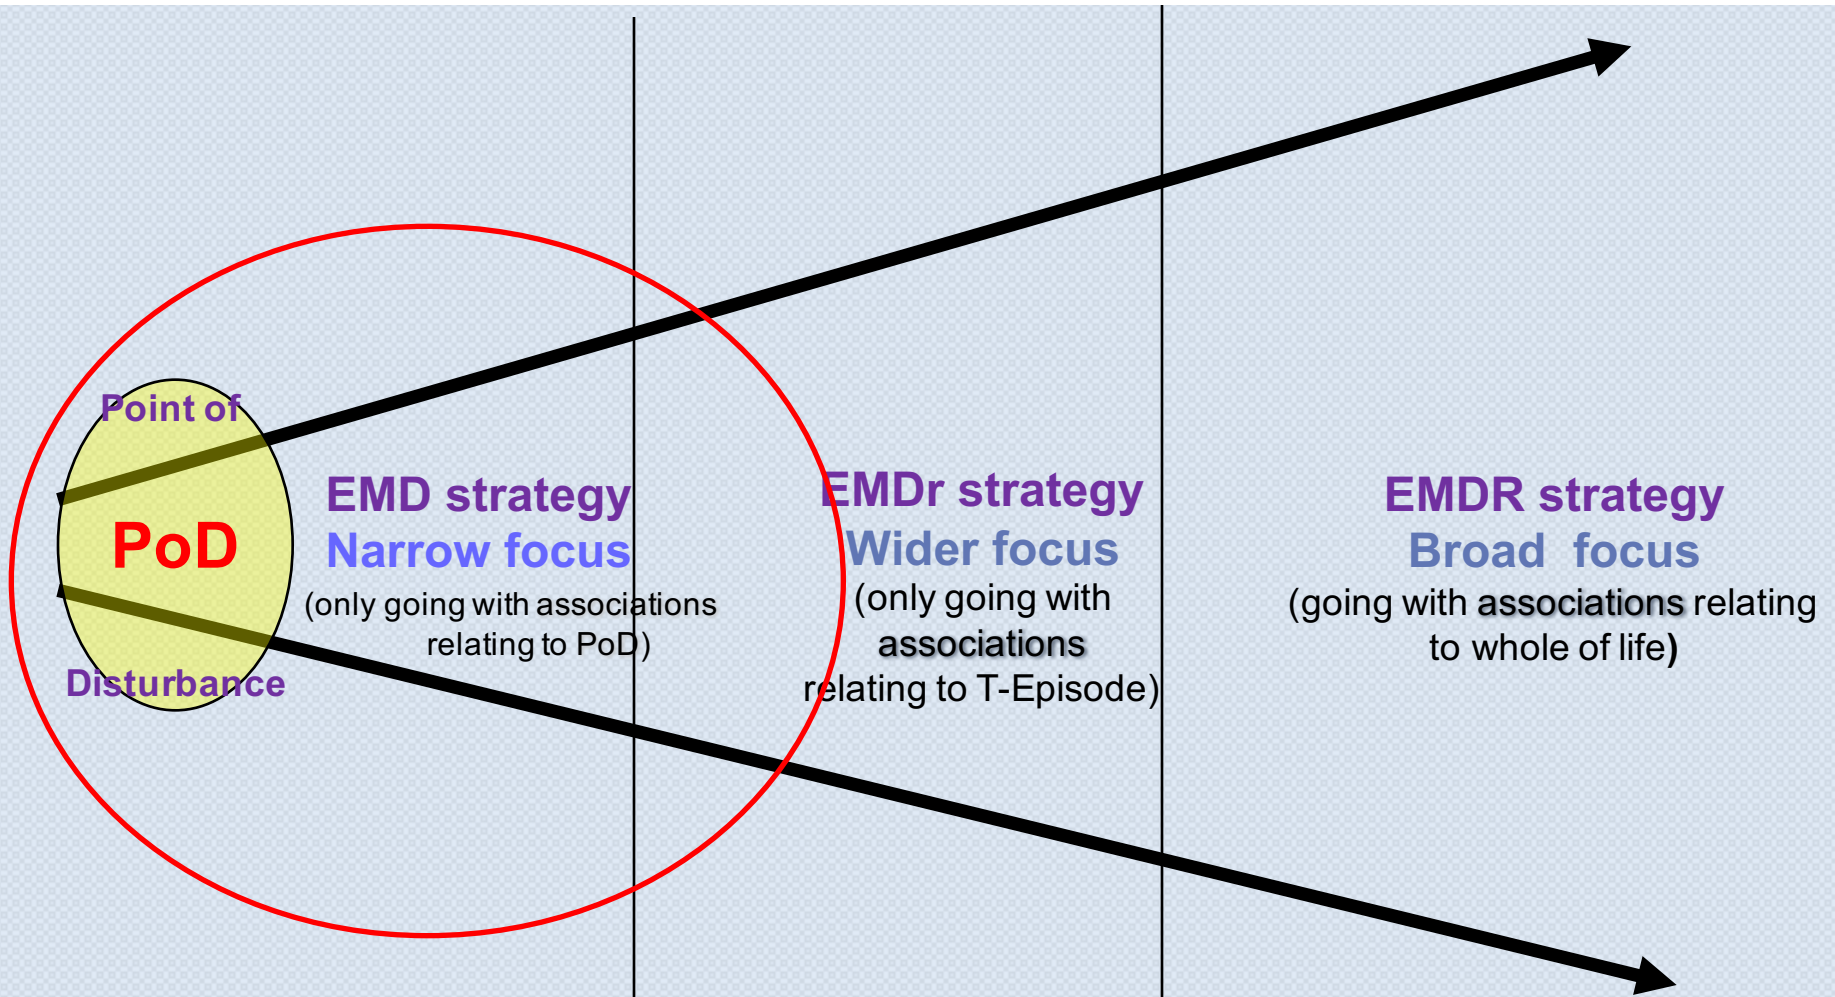 Point of
PoD
Disturbance
EMD strategy
Narrow focus
(only going with associations
relating to PoD)
EMDr strategy
Wider focus
(only going with
associations
relating to T-Episode)
EMDR strategy
Broad  focus
(going with associations relating
to whole of life)